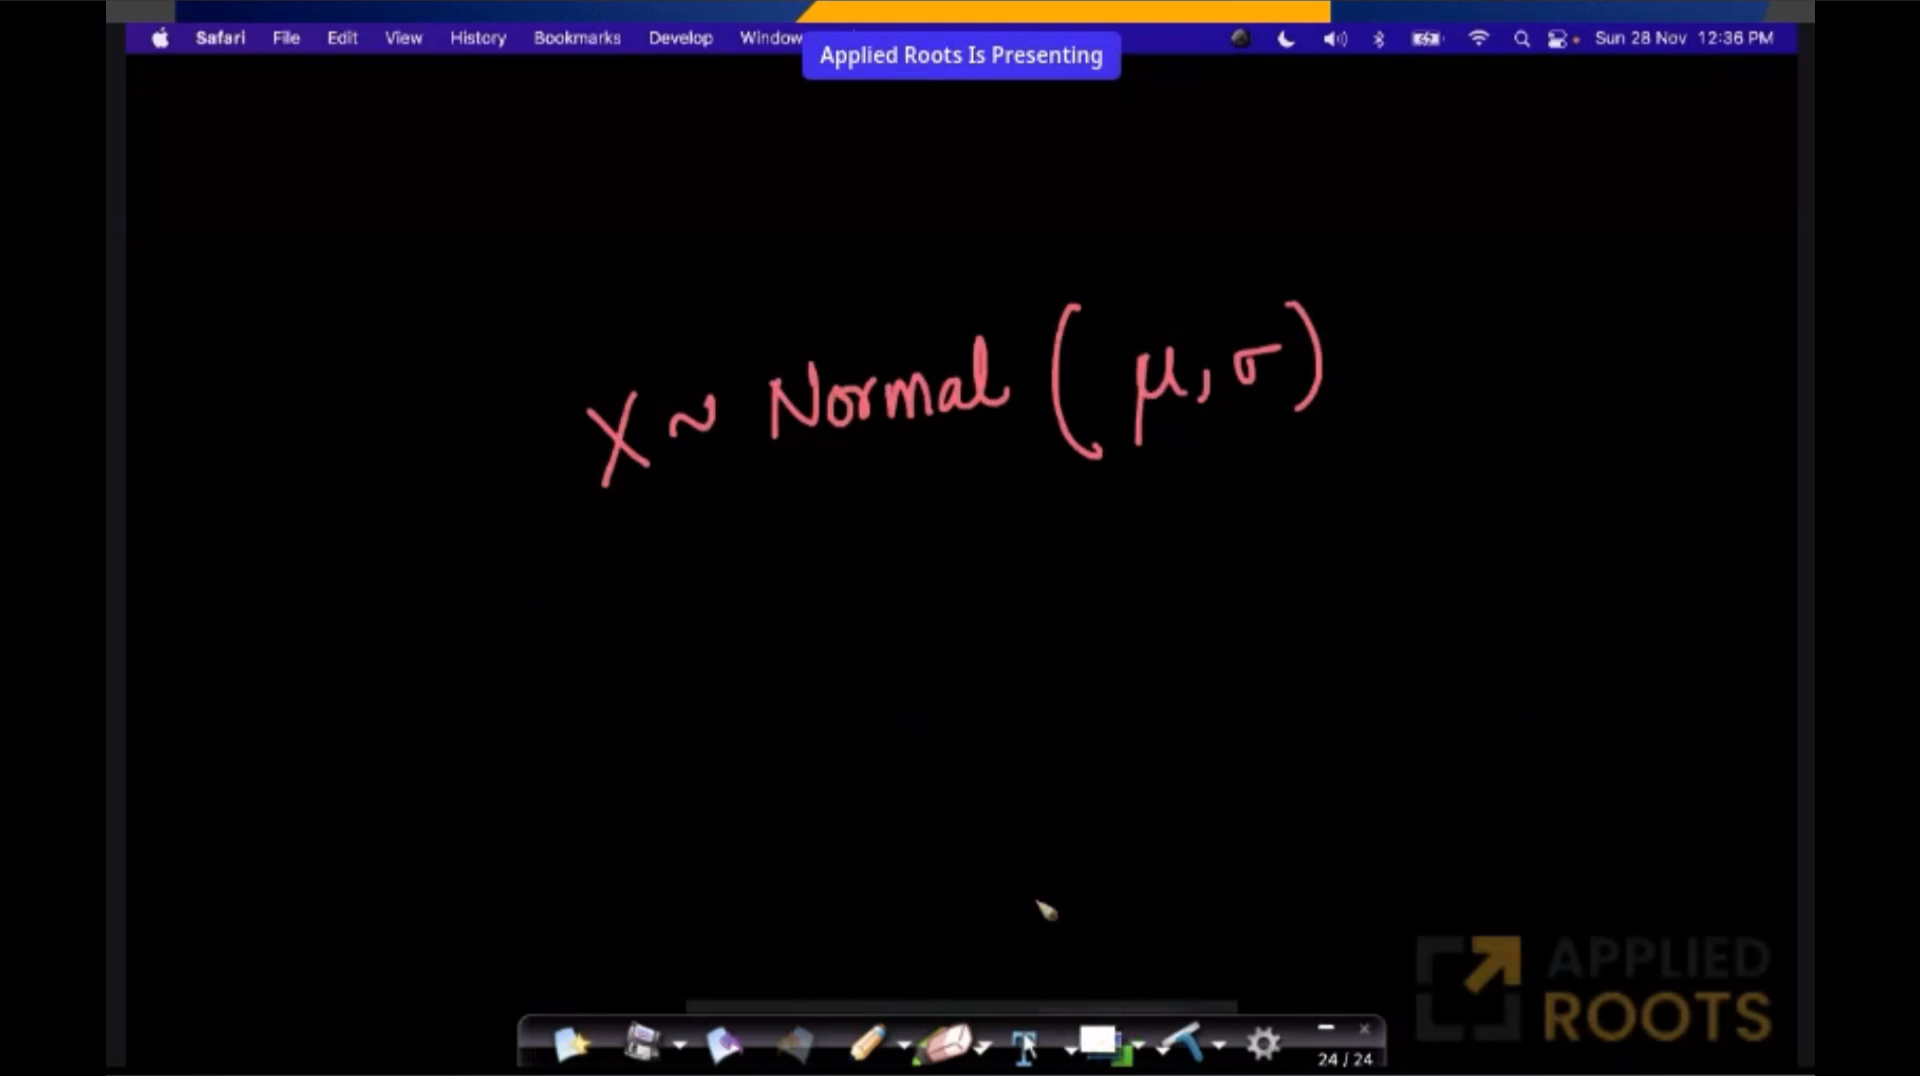 Safari File Edit View History Bookmarks Develop Window Sun 28 Nov 12:36 PM
Applied Roots Is Presenting
X ~ Normal ( μ, σ )
APPLIED
ROOTS
24 / 24